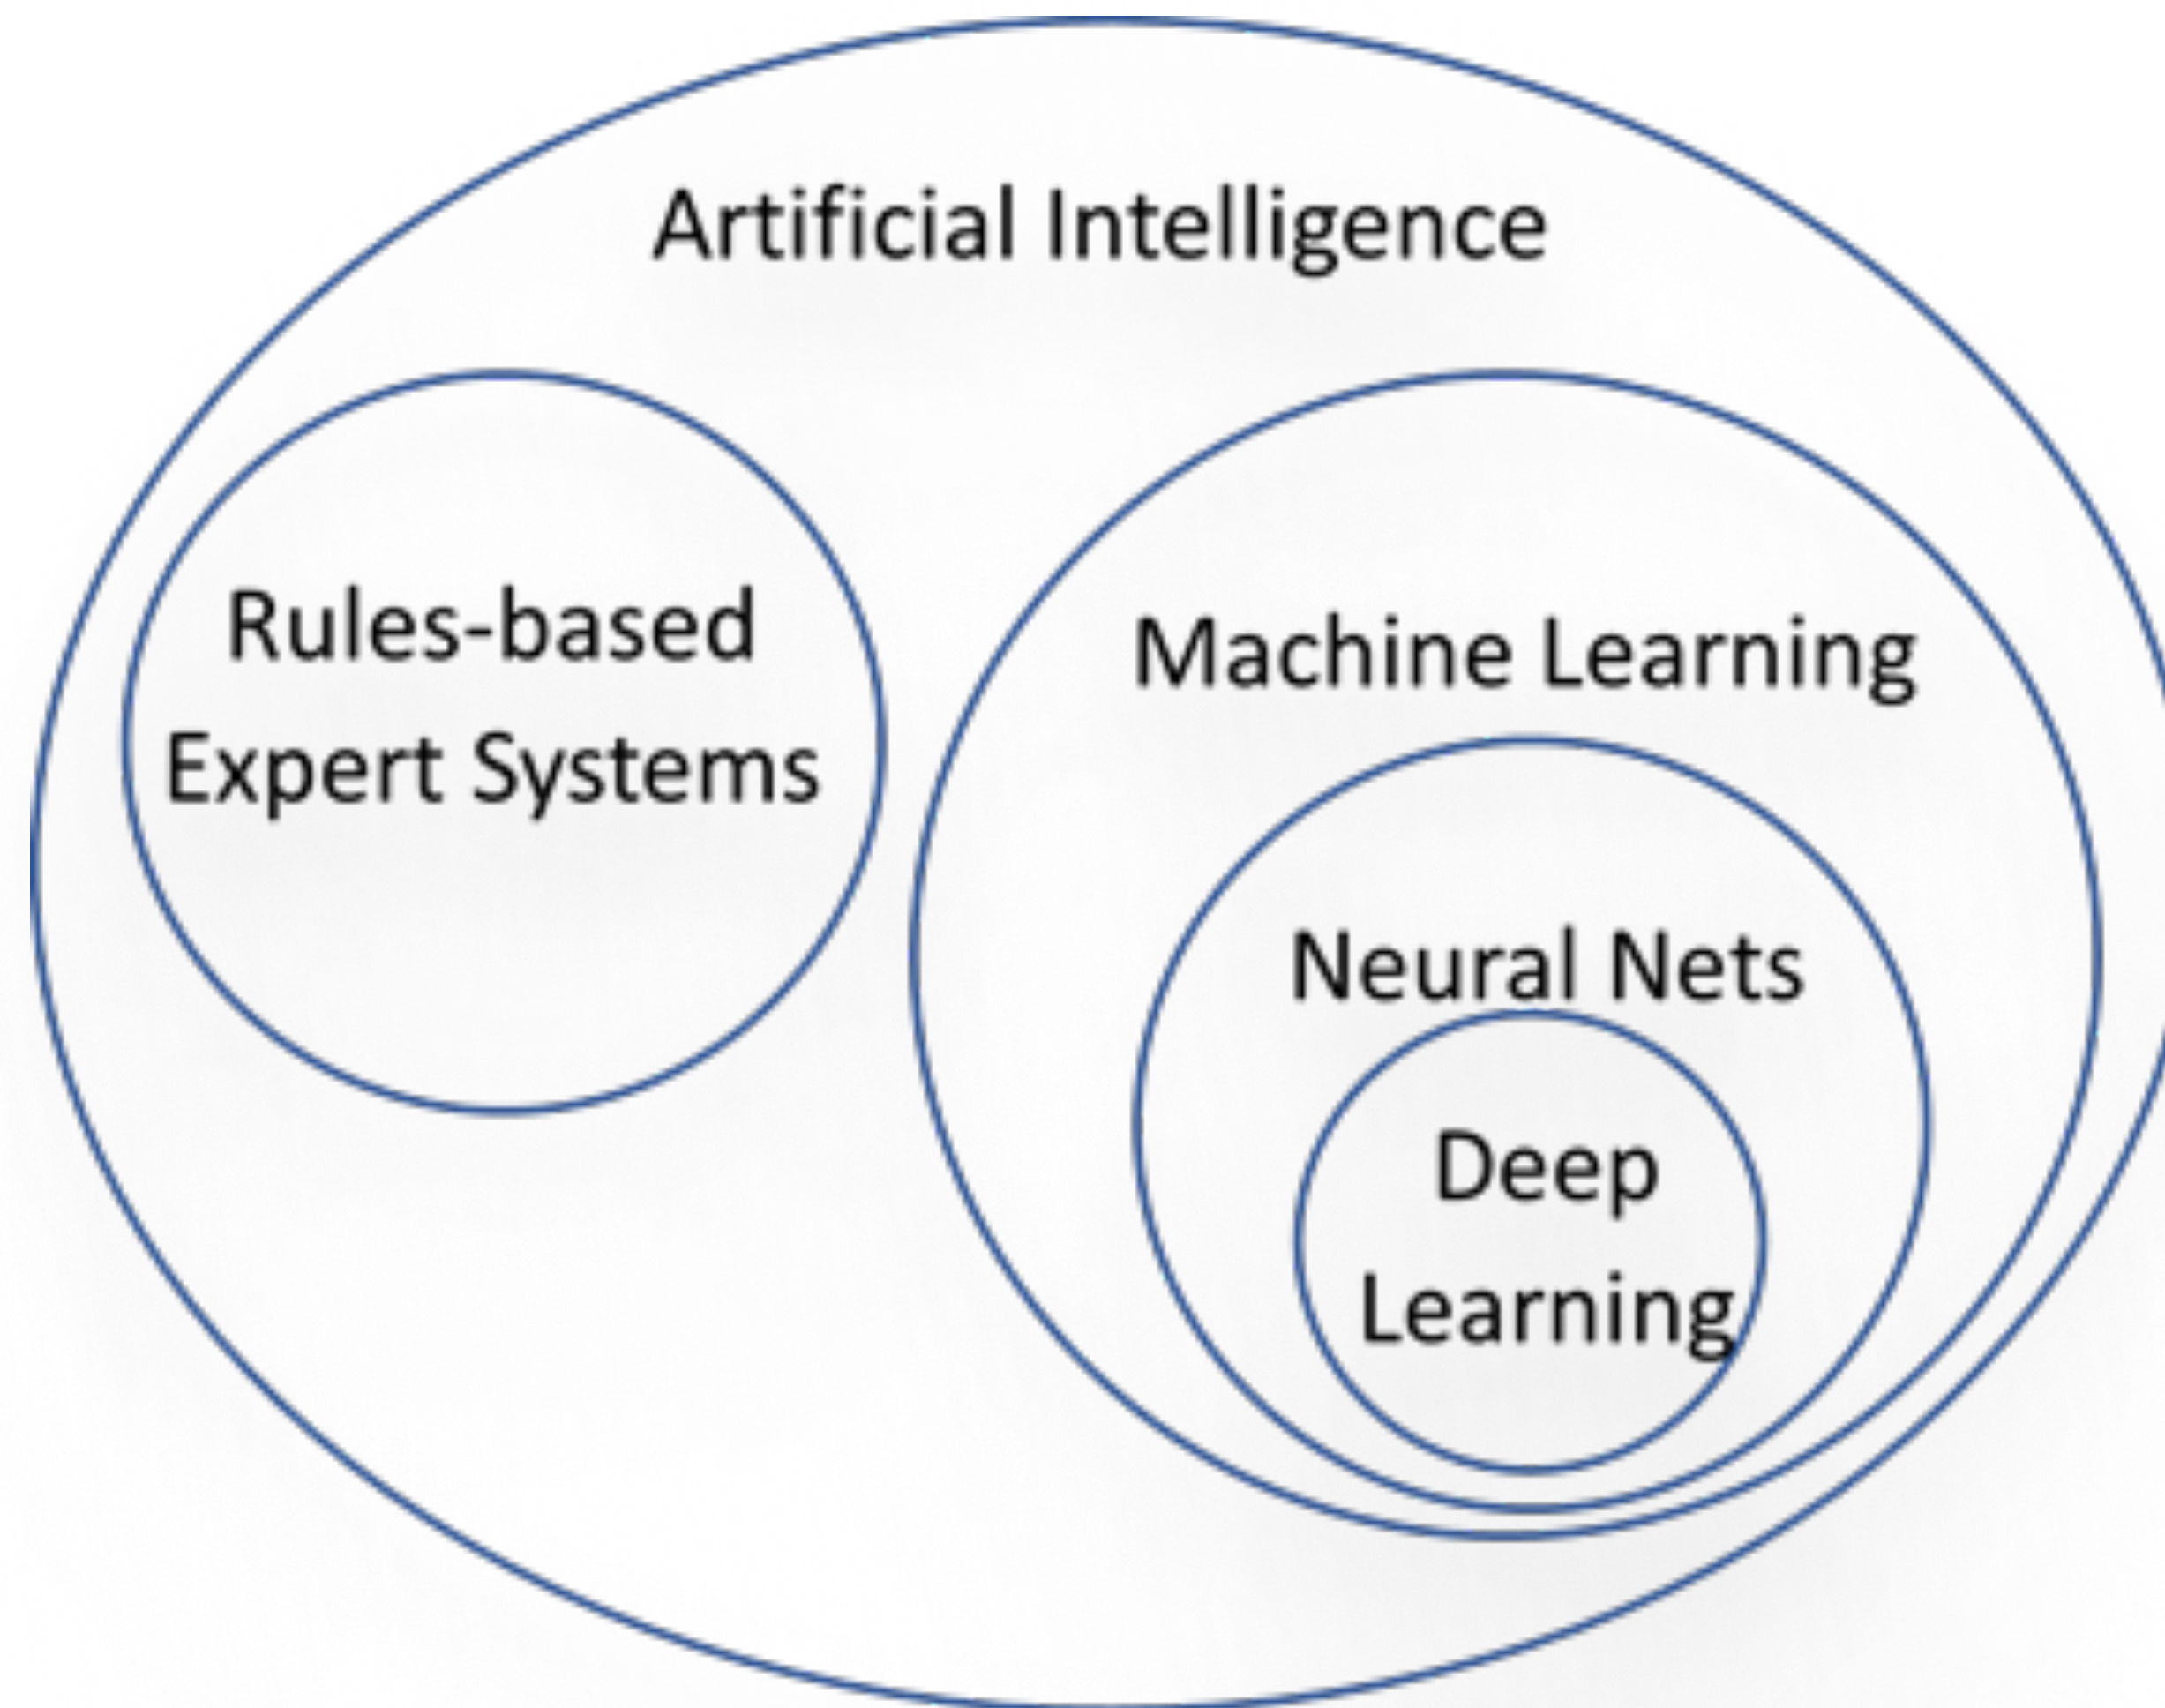 Artificial Intelligence
Rules-based
Expert Systems
Machine Learning
Neural Nets
Deep
Learning